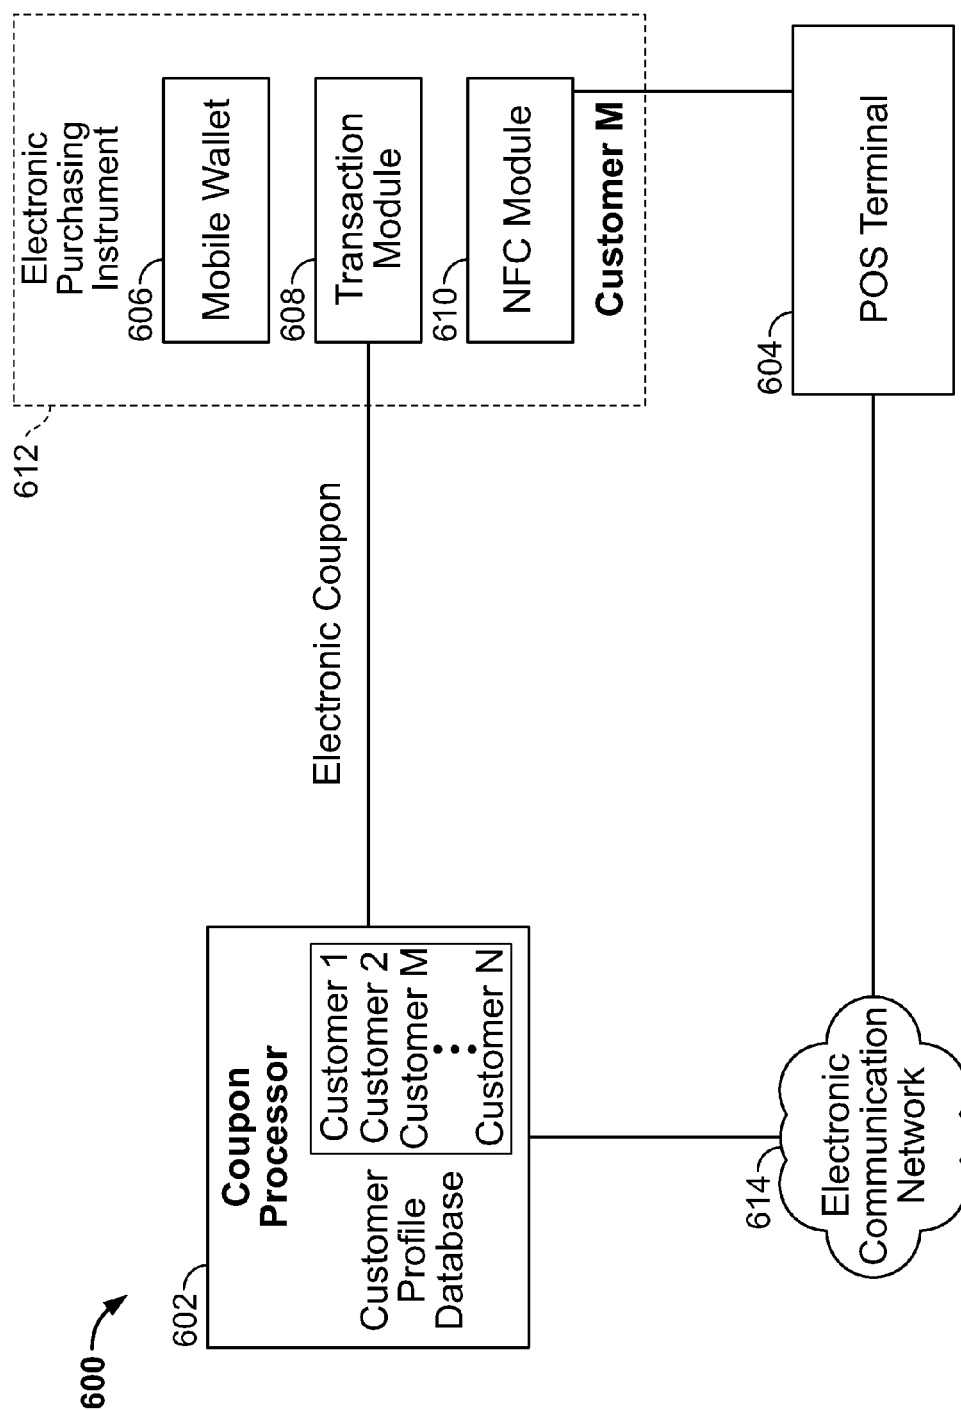 600
602
Coupon
Processor
Customer
Profile
Database
Customer 1
Customer 2
Customer M
Customer N
Electronic Coupon
612
Electronic
Purchasing
Instrument
606
Mobile Wallet
608
Transaction
Module
610
NFC Module
Customer M
614
Electronic
Communication
Network
604
POS Terminal